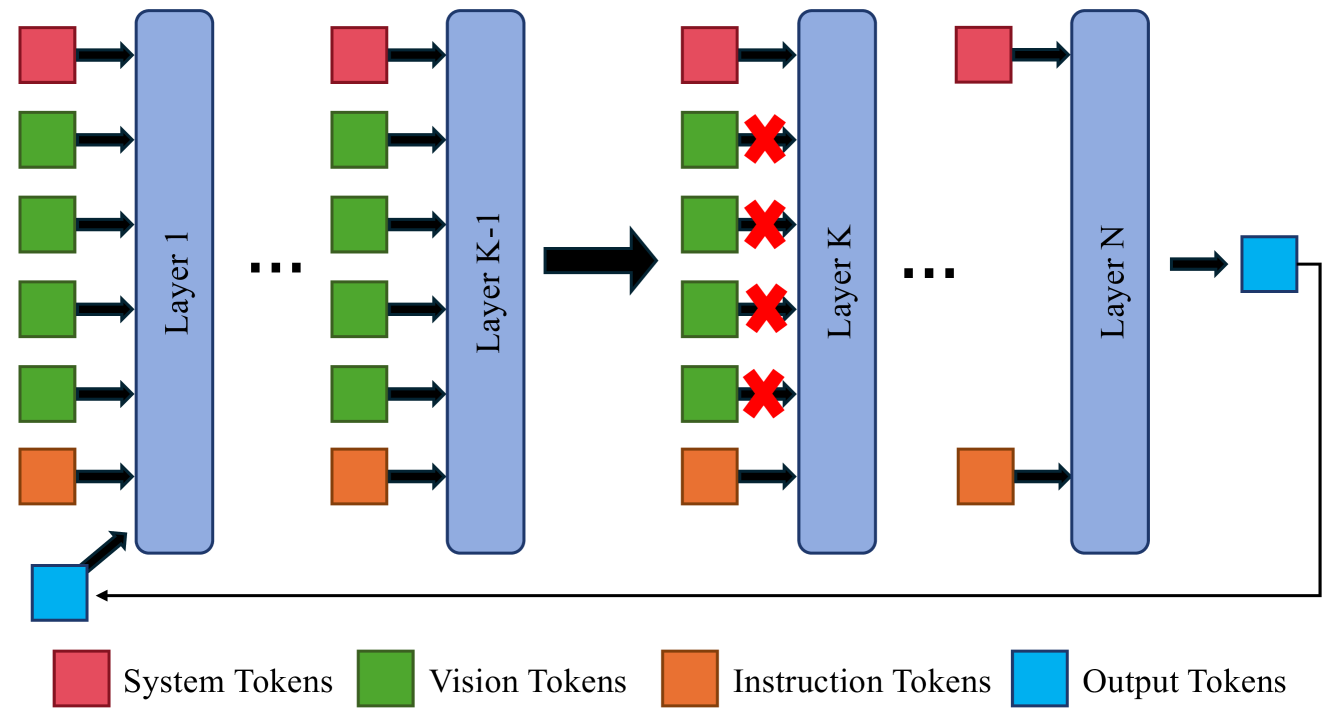 Layer 1
...
Layer K-1
Layer K
...
Layer N
System Tokens
Vision Tokens
Instruction Tokens
Output Tokens